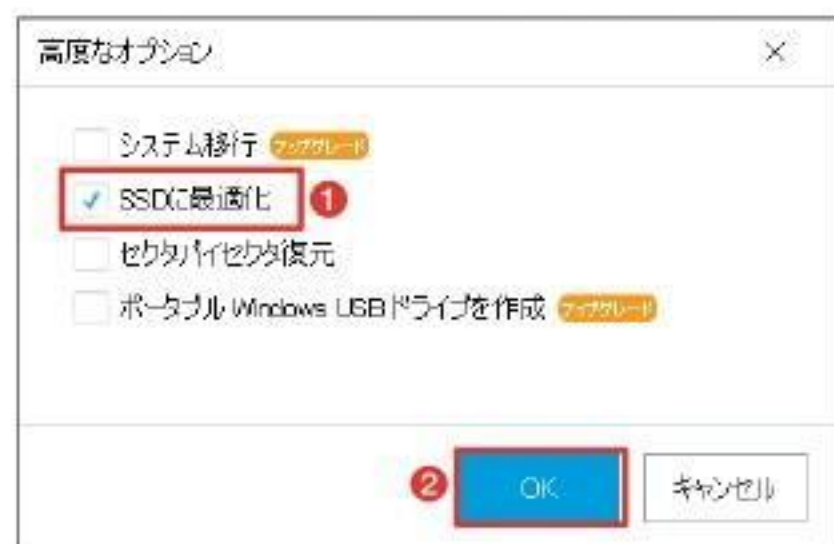 高度なオプション ×
システム移行 アップグレード
SSDに最適化 1
セクタバイセクタ復元
ポータブル Windows USBドライブを作成 アップグレード
2 OK キャンセル